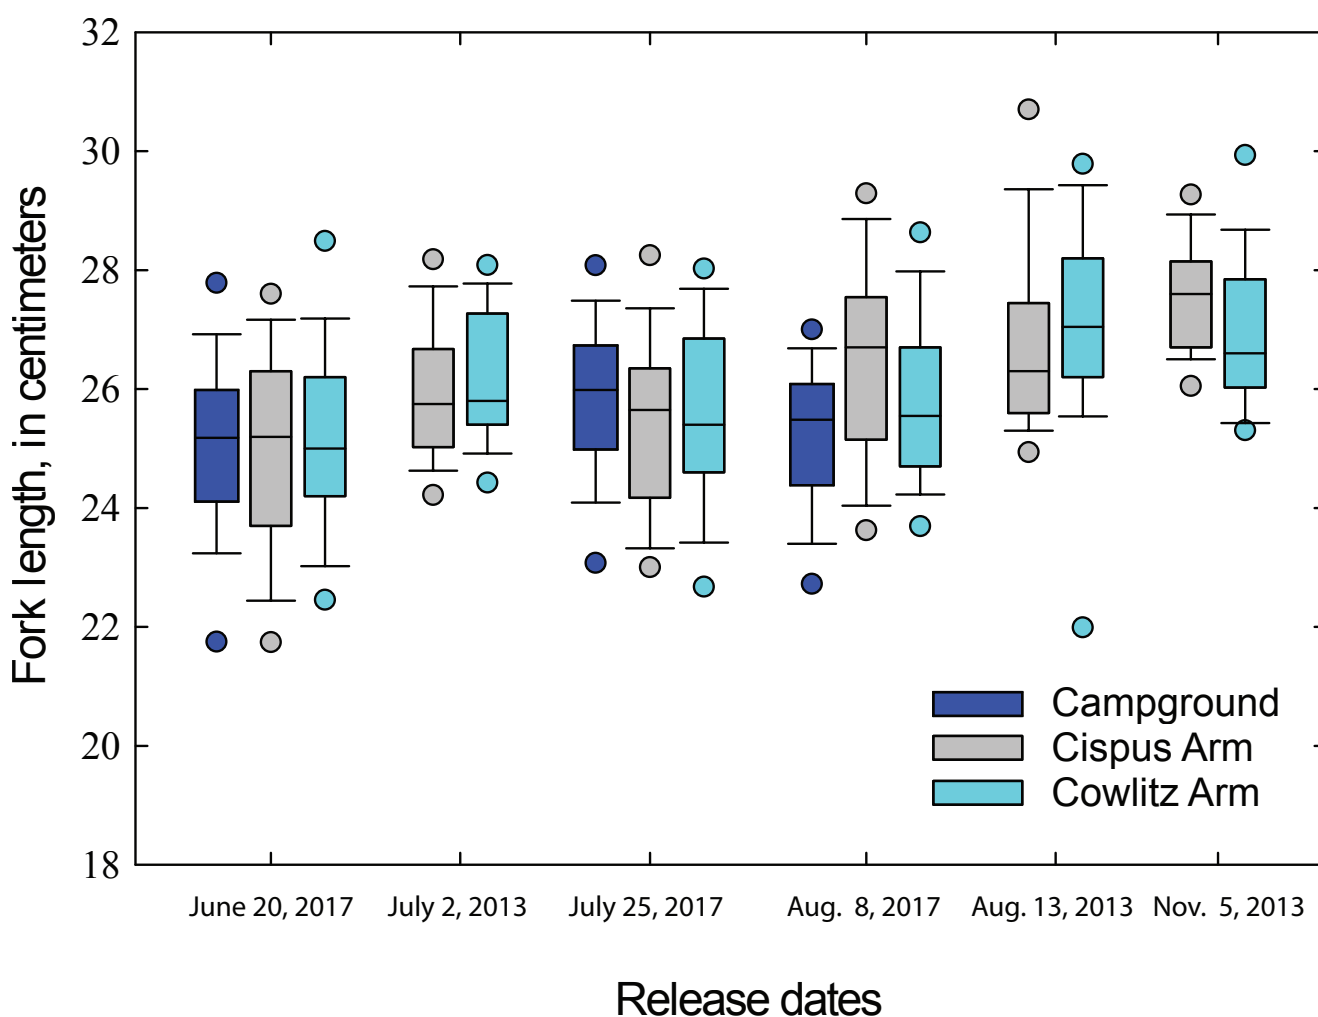 32
30
28
26
24
22
20
18
Fork length, in centimeters
Campground
Cispus Arm
Cowlitz Arm
June 20, 2017 July 2, 2013 July 25, 2017 Aug. 8, 2017 Aug. 13, 2013 Nov. 5, 2013
Release dates